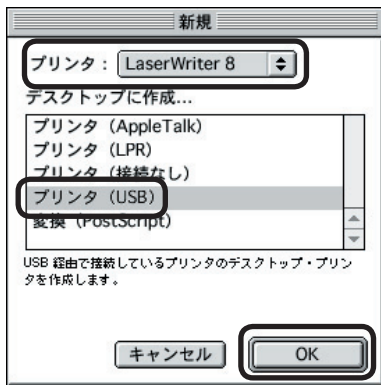 新規
プリンタ： LaserWriter 8
デスクトップに作成...
プリンタ（AppleTalk）
プリンタ（LPR）
プリンタ（接続なし）
プリンタ（USB）
変換（PostScript）
USB 経由で接続しているプリンタのデスクトップ・プリン
タを作成します。
キャンセル OK